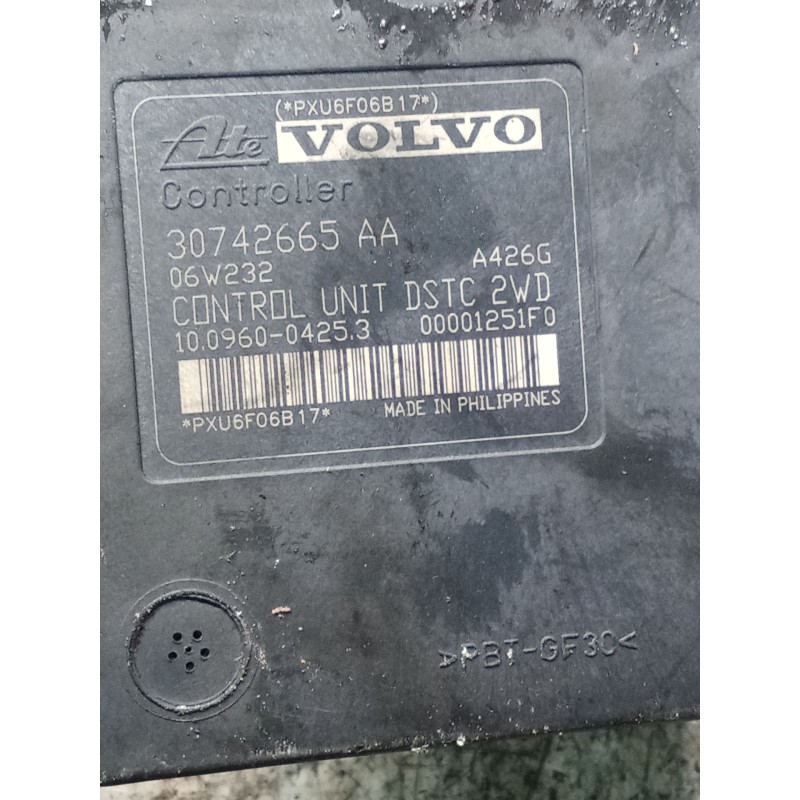 (*PXU6F06B17*)
Ate VOLVO
Controller
30742665 AA
06W232 A426G
CONTROL UNIT DSTC 2WD
10.0960-0425.3 00001251F0
*PXU6F06B17* MADE IN PHILIPPINES
>PBT-GF30<